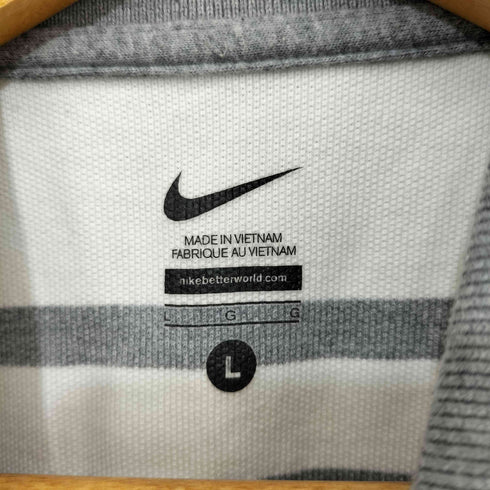 MADE IN VIETNAM
FABRIQUE AU VIETNAM
nikebetterworld.com
L G G
L